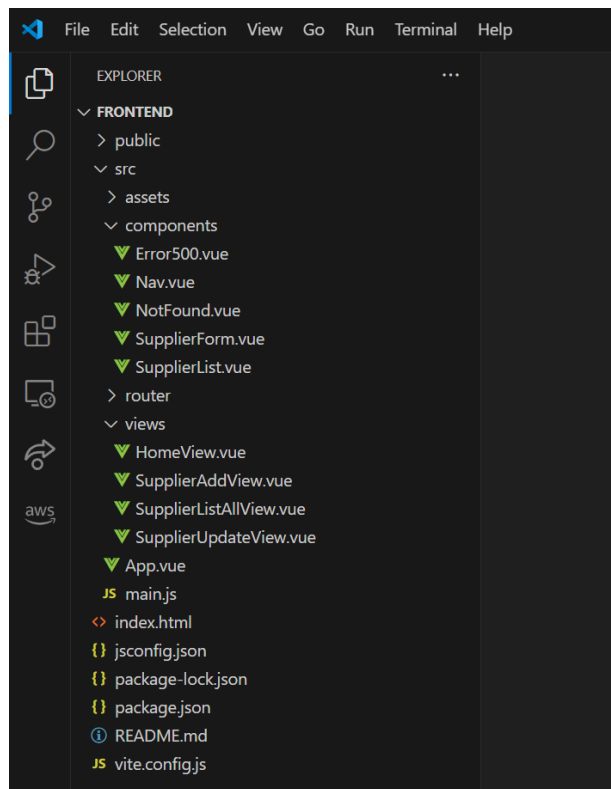 File Edit Selection View Go Run Terminal Help
EXPLORER ...
FRONTEND
public
src
assets
components
Error500.vue
Nav.vue
NotFound.vue
SupplierForm.vue
SupplierList.vue
router
views
HomeView.vue
SupplierAddView.vue
SupplierListAllView.vue
SupplierUpdateView.vue
App.vue
JS main.js
<> index.html
{} jsconfig.json
{} package-lock.json
{} package.json
README.md
JS vite.config.js
aws